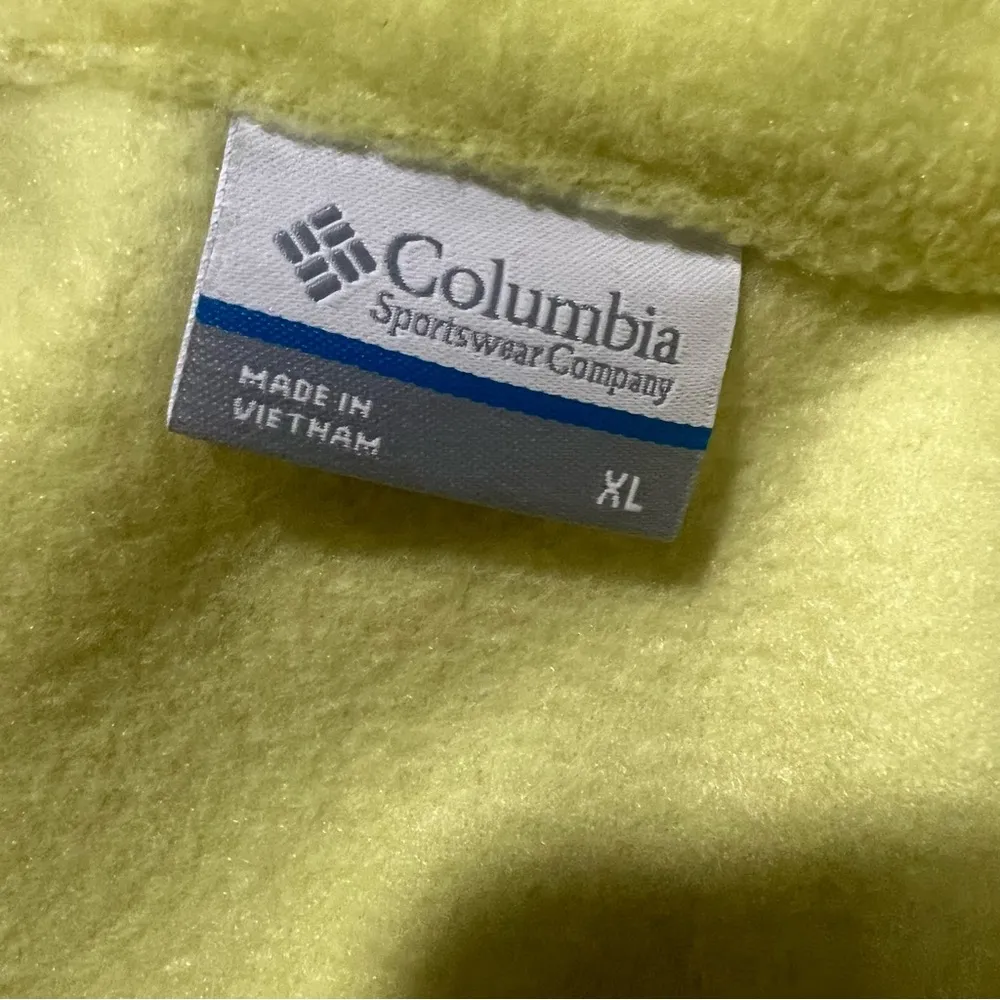 Columbia
Sportswear Company
MADE IN
VIETNAM
XL